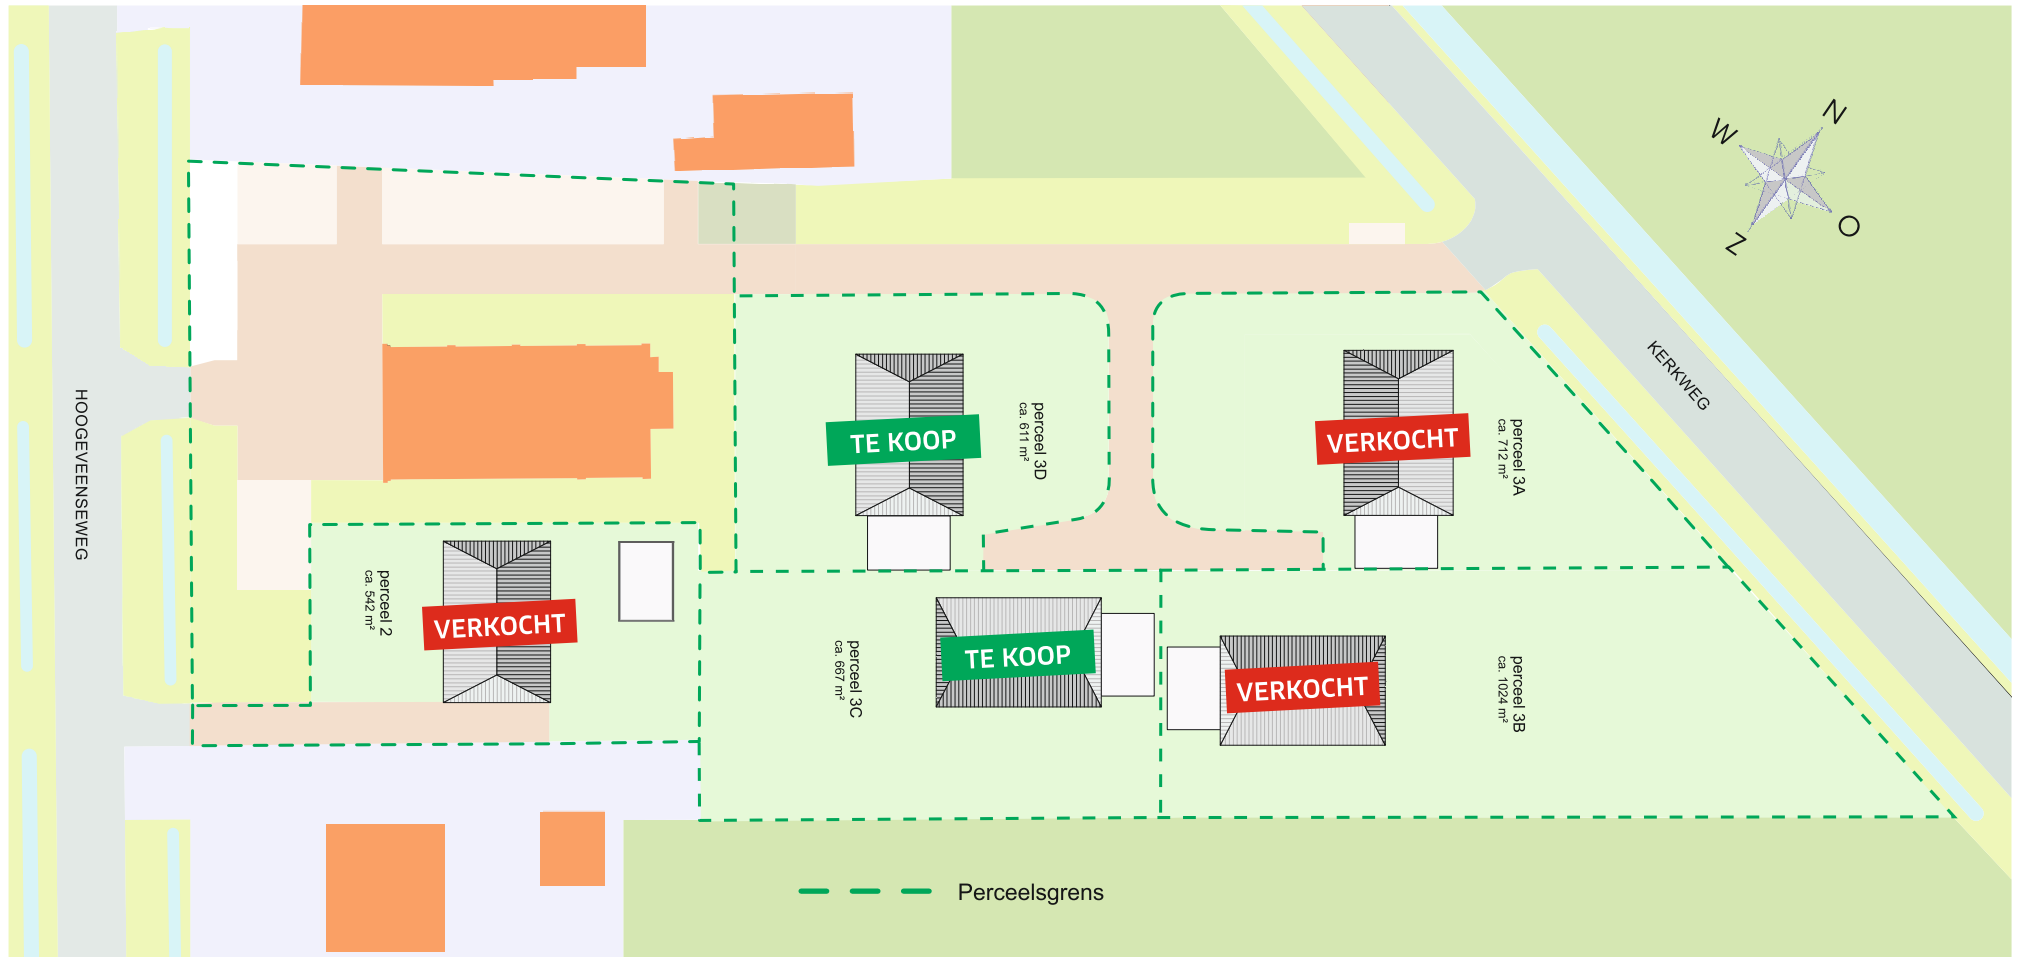 N
W
O
Z
HOOGEVEENSEWEG
KERKWEG
perceel 3D
ca. 611 m²
TE KOOP
perceel 3A
ca. 712 m²
VERKOCHT
perceel 2
ca. 542 m²
VERKOCHT
perceel 3C
ca. 667 m²
TE KOOP
perceel 3B
ca. 1024 m²
VERKOCHT
Perceelsgrens